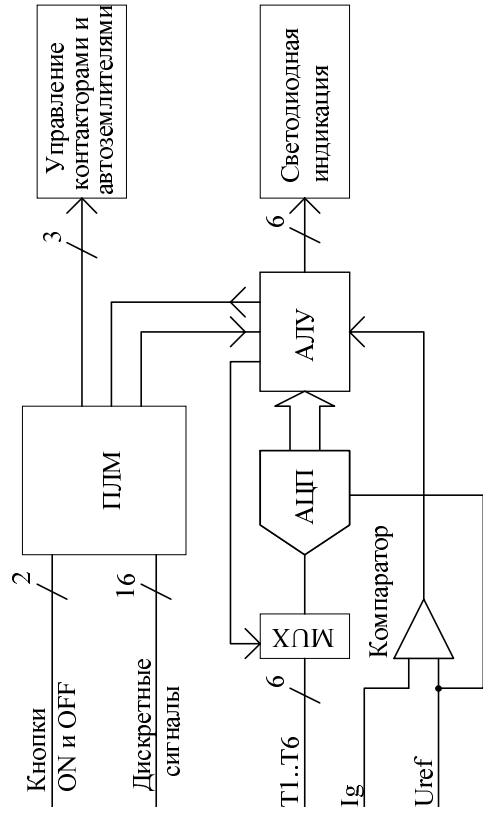 Кнопки
ON и OFF
2
Дискретные
сигналы
16
ПЛМ
3
Управление
контакторами и
автоземлителями
T1..T6
6
MUX
АЦП
АЛУ
6
Светодиодная
индикация
Ig
Uref
Компаратор